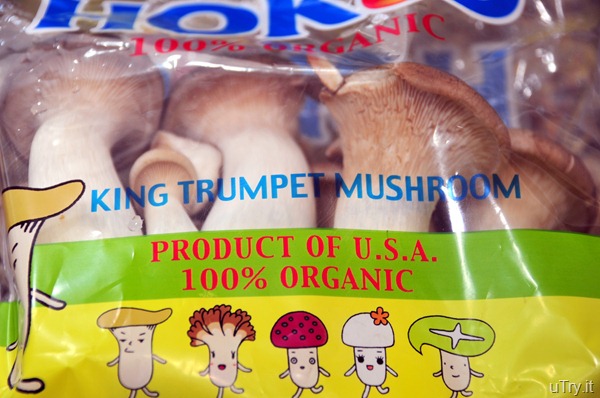 100% ORGANIC
KING TRUMPET MUSHROOM
PRODUCT OF U.S.A.
100% ORGANIC
uTry.it